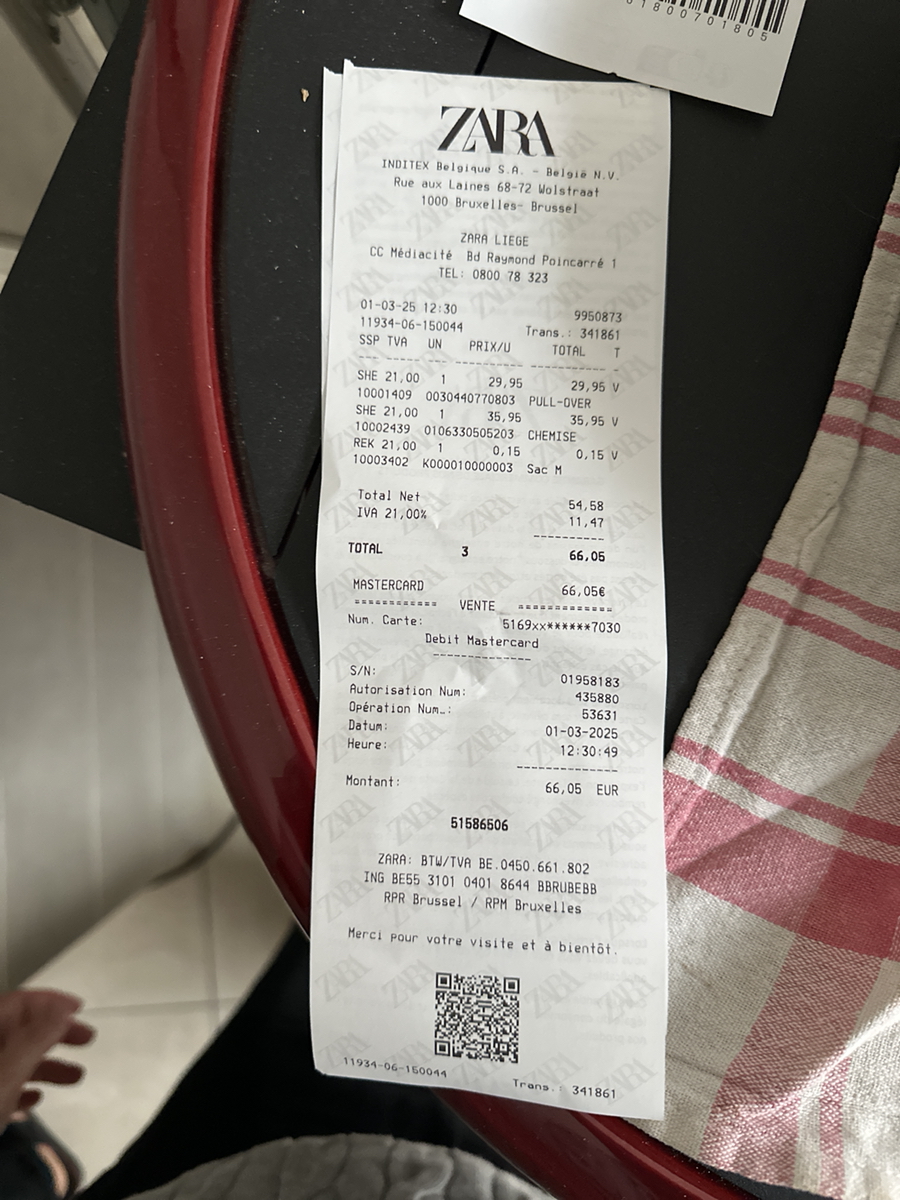 01800701805
ZARA
INDITEX Belgique S.A. - België N.V.
Rue aux Laines 68-72 Wolstraat
1000 Bruxelles- Brussel
ZARA LIEGE
CC Médiacité Bd Raymond Poincarré 1
TEL: 0800 78 323
01-03-25 12:30 9950873
11934-06-150044 Trans.: 341861
SSP TVA UN PRIX/U TOTAL T
SHE 21,00 1 29,95 29,95 V
10001409 0030440770803 PULL-OVER
SHE 21,00 1 35,95 35,95 V
10002439 0106330505203 CHEMISE
REK 21,00 1 0,15 0,15 V
10003402 K000010000003 Sac M
Total Net 54,58
IVA 21,00% 11,47
----------
TOTAL 3 66,05
MASTERCARD 66,05€
============ VENTE ==============
Num. Carte: 5169xx******7030
Debit Mastercard
--------------
S/N: 01958183
Autorisation Num: 435880
Opération Num.: 53631
Datum: 01-03-2025
Heure: 12:30:49
--------------
Montant: 66,05 EUR
51586506
ZARA: BTW/TVA BE.0450.661.802
ING BE55 3101 0401 8644 BBRUBEBB
RPR Brussel / RPM Bruxelles
Merci pour votre visite et à bientôt.
11934-06-150044 Trans.: 341861